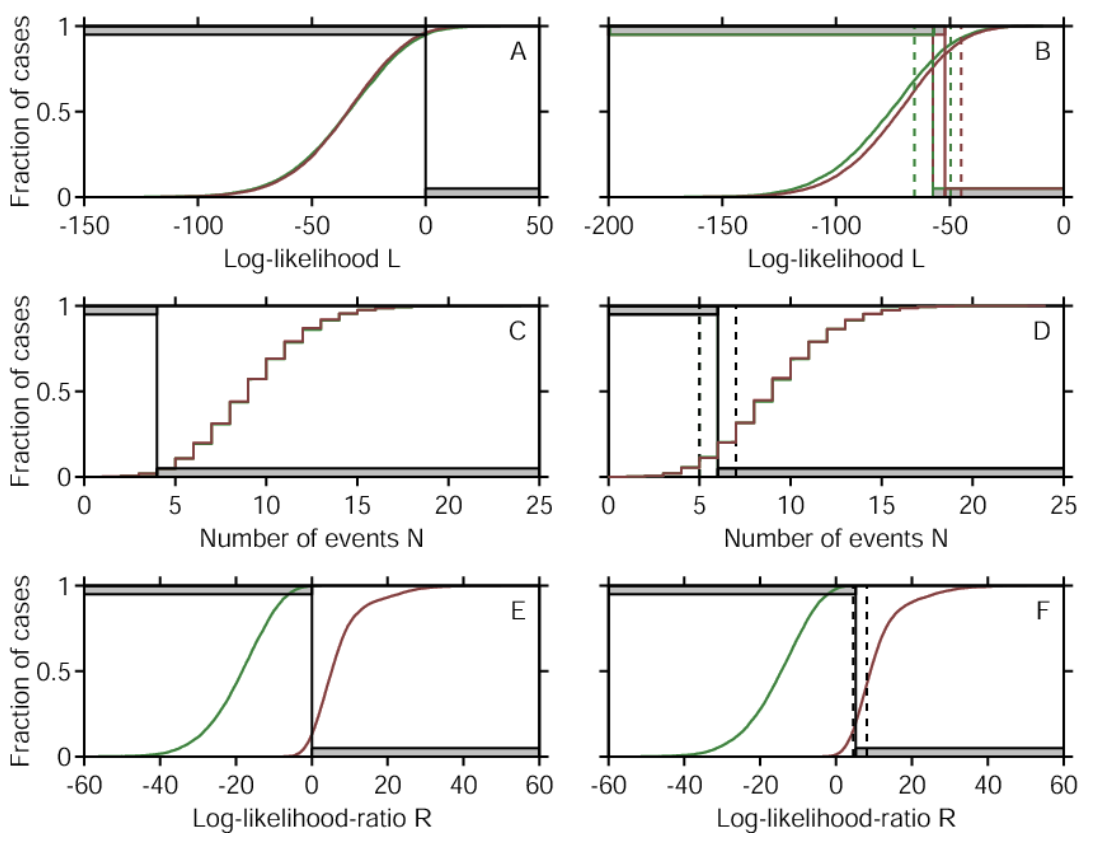 Fraction of cases
1
0.5
0
A
-150 -100 -50 0 50
Log-likelihood L
B
-200 -150 -100 -50 0
Log-likelihood L
Fraction of cases
1
0.5
0
C
0 5 10 15 20 25
Number of events N
D
0 5 10 15 20 25
Number of events N
Fraction of cases
1
0.5
0
E
-60 -40 -20 0 20 40 60
Log-likelihood-ratio R
F
-60 -40 -20 0 20 40 60
Log-likelihood-ratio R